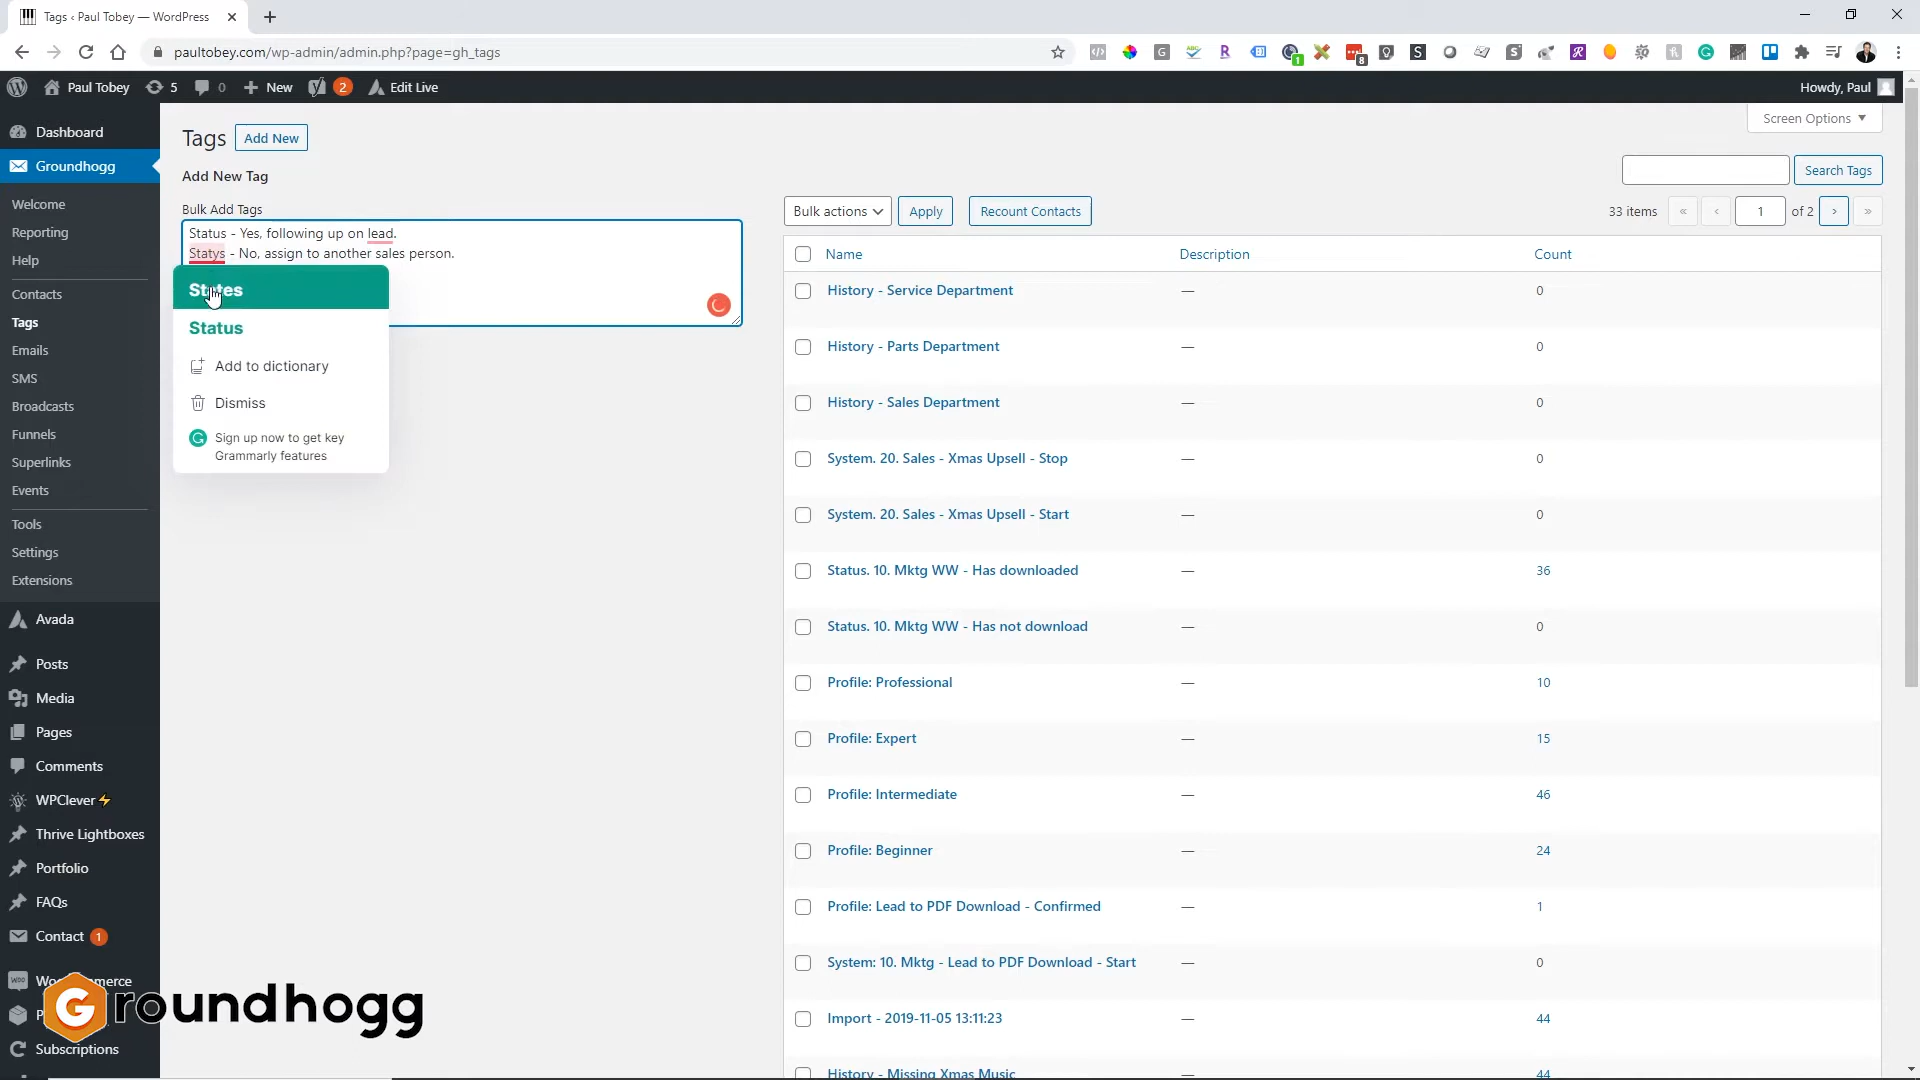 Tags ‹ Paul Tobey — WordPress
paultobey.com/wp-admin/admin.php?page=gh_tags
Paul Tobey
5
0
New
2
Edit Live
Howdy, Paul
Dashboard
Groundhogg
Welcome
Reporting
Help
Contacts
Tags
Emails
SMS
Broadcasts
Funnels
Superlinks
Events
Tools
Settings
Extensions
Avada
Posts
Media
Pages
Comments
WPClever⚡
Thrive Lightboxes
Portfolio
FAQs
Contact 1
Subscriptions
Groundhogg
Tags
Add New
Screen Options
Add New Tag
Bulk Add Tags
Status - Yes, following up on lead.
Statys - No, assign to another sales person.
States
Status
Add to dictionary
Dismiss
Sign up now to get key
Grammarly features
Search Tags
Bulk actions
Apply
Recount Contacts
33 items « ‹ 1 of 2 › »
Name Description Count
History - Service Department — 0
History - Parts Department — 0
History - Sales Department — 0
System. 20. Sales - Xmas Upsell - Stop — 0
System. 20. Sales - Xmas Upsell - Start — 0
Status. 10. Mktg WW - Has downloaded — 36
Status. 10. Mktg WW - Has not download — 0
Profile: Professional — 10
Profile: Expert — 15
Profile: Intermediate — 46
Profile: Beginner — 24
Profile: Lead to PDF Download - Confirmed — 1
System: 10. Mktg - Lead to PDF Download - Start — 0
Import - 2019-11-05 13:11:23 — 44
History - Missing Xmas Music — 44